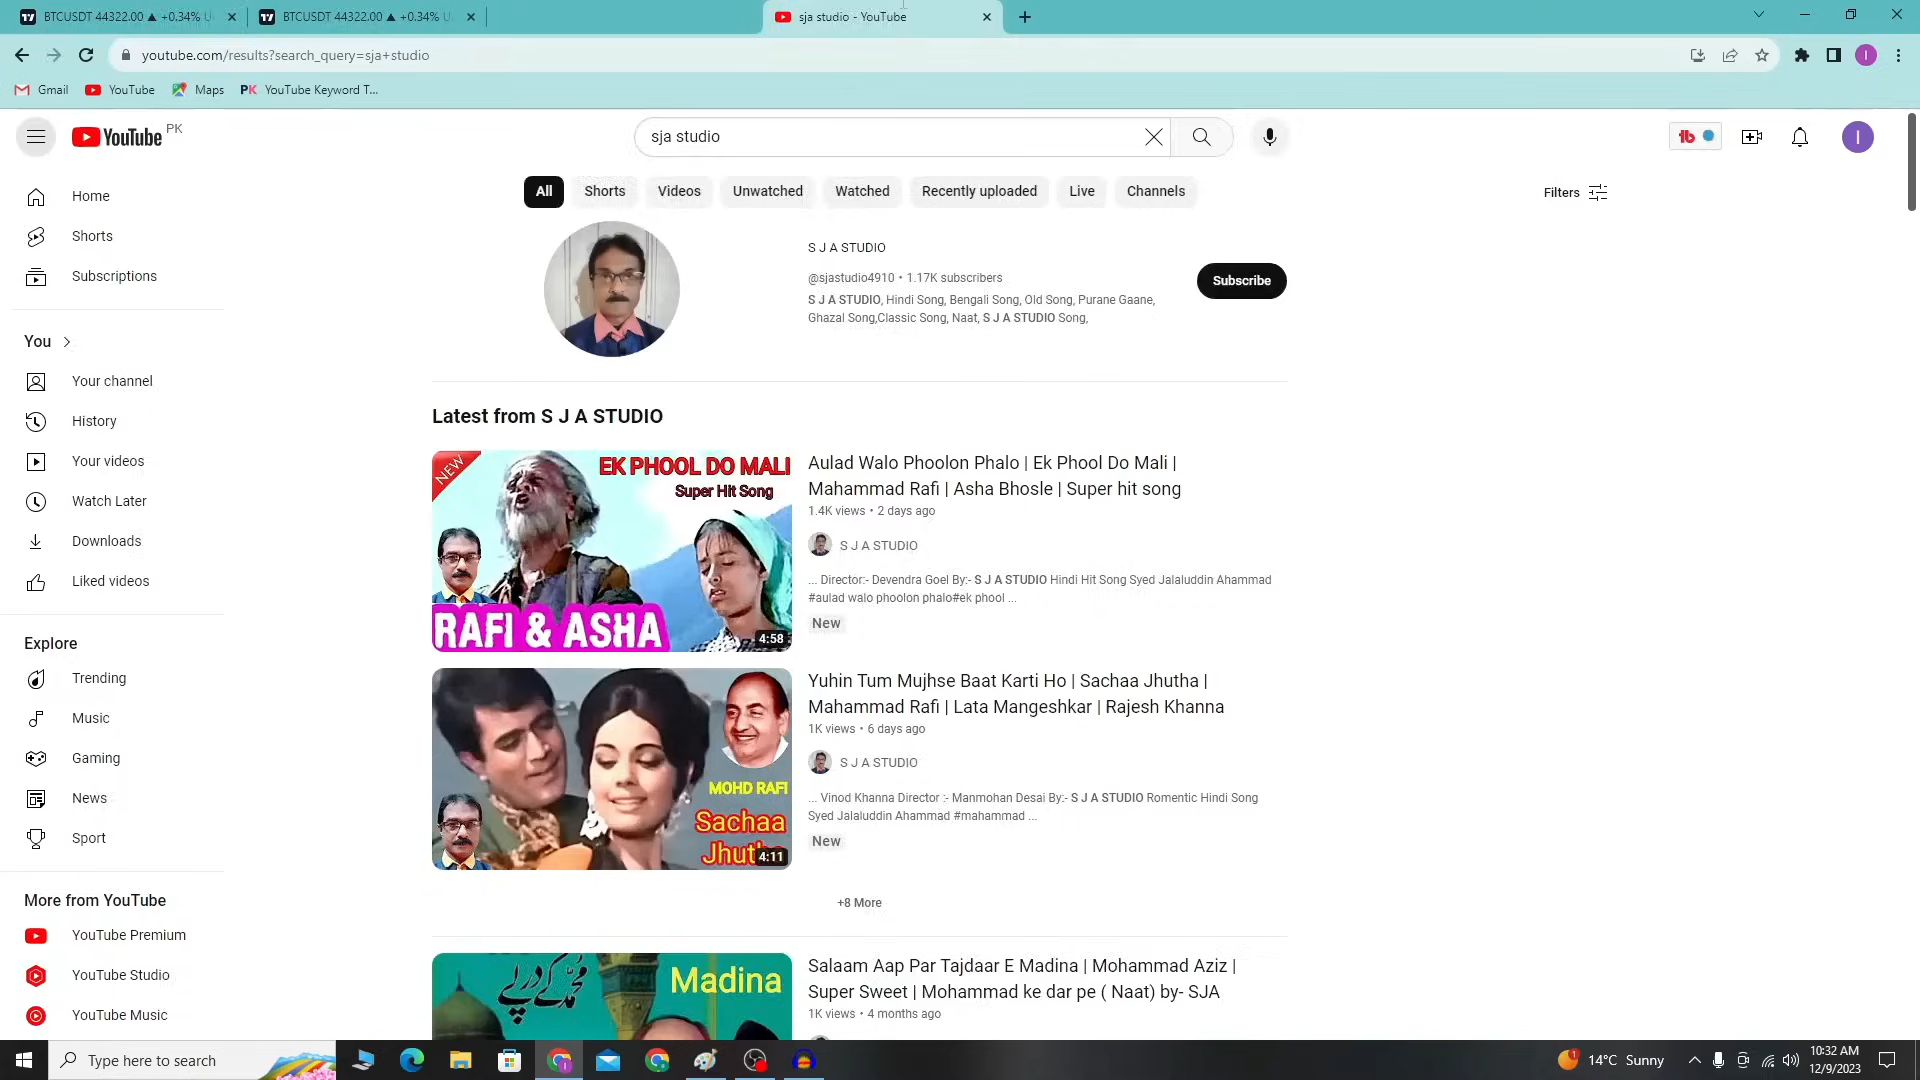 BTCUSDT 44322.00 ▲ +0.34% U
BTCUSDT 44322.00 ▲ +0.34% U
sja studio - YouTube
youtube.com/results?search_query=sja+studio
Gmail
YouTube
Maps
PK YouTube Keyword T...
YouTube PK
sja studio
tb
I
All
Shorts
Videos
Unwatched
Watched
Recently uploaded
Live
Channels
Filters
Home
Shorts
Subscriptions
You
Your channel
History
Your videos
Watch Later
Downloads
Liked videos
Explore
Trending
Music
Gaming
News
Sport
More from YouTube
YouTube Premium
YouTube Studio
YouTube Music
S J A STUDIO
@sjastudio4910 • 1.17K subscribers
S J A STUDIO, Hindi Song, Bengali Song, Old Song, Purane Gaane,
Ghazal Song,Classic Song, Naat, S J A STUDIO Song,
Subscribe
Latest from S J A STUDIO
NEW
EK PHOOL DO MALI
Super Hit Song
RAFI & ASHA
4:58
Aulad Walo Phoolon Phalo | Ek Phool Do Mali |
Mahammad Rafi | Asha Bhosle | Super hit song
1.4K views • 2 days ago
S J A STUDIO
... Director:- Devendra Goel By:- S J A STUDIO Hindi Hit Song Syed Jalaluddin Ahammad
#aulad walo phoolon phalo#ek phool ...
New
MOHD RAFI
Sachaa
Jhutha
4:11
Yuhin Tum Mujhse Baat Karti Ho | Sachaa Jhutha |
Mahammad Rafi | Lata Mangeshkar | Rajesh Khanna
1K views • 6 days ago
S J A STUDIO
... Vinod Khanna Director :- Manmohan Desai By:- S J A STUDIO Romentic Hindi Song
Syed Jalaluddin Ahammad #mahammad ...
New
+8 More
محمد کے در پے
Madina
Salaam Aap Par Tajdaar E Madina | Mohammad Aziz |
Super Sweet | Mohammad ke dar pe ( Naat) by- SJA
1K views • 4 months ago
Type here to search
1
14°C Sunny
10:32 AM
12/9/2023